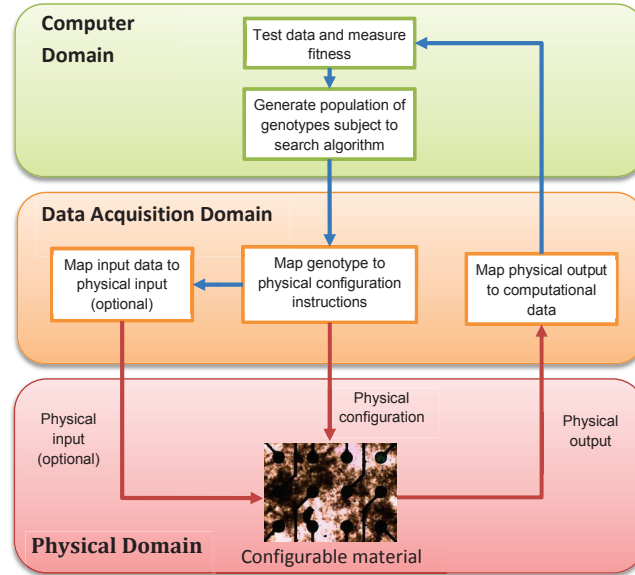 Computer
Domain
Test data and measure
fitness
Generate population of
genotypes subject to
search algorithm
Data Acquisition Domain
Map input data to
physical input
(optional)
Map genotype to
physical configuration
instructions
Map physical output
to computational
data
Physical
input
(optional)
Physical
configuration
Physical
output
Physical Domain
Configurable material